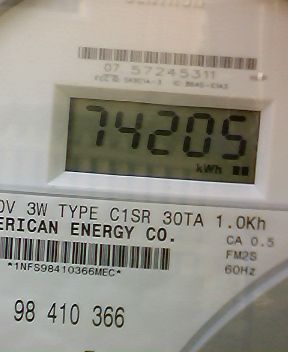 07 57245311
74205
kWh
0V 3W TYPE C1SR 30TA 1.0Kh
ERICAN ENERGY CO.
CA 0.5
FM2S
60Hz
*1NFS98410366MEC*
98 410 366